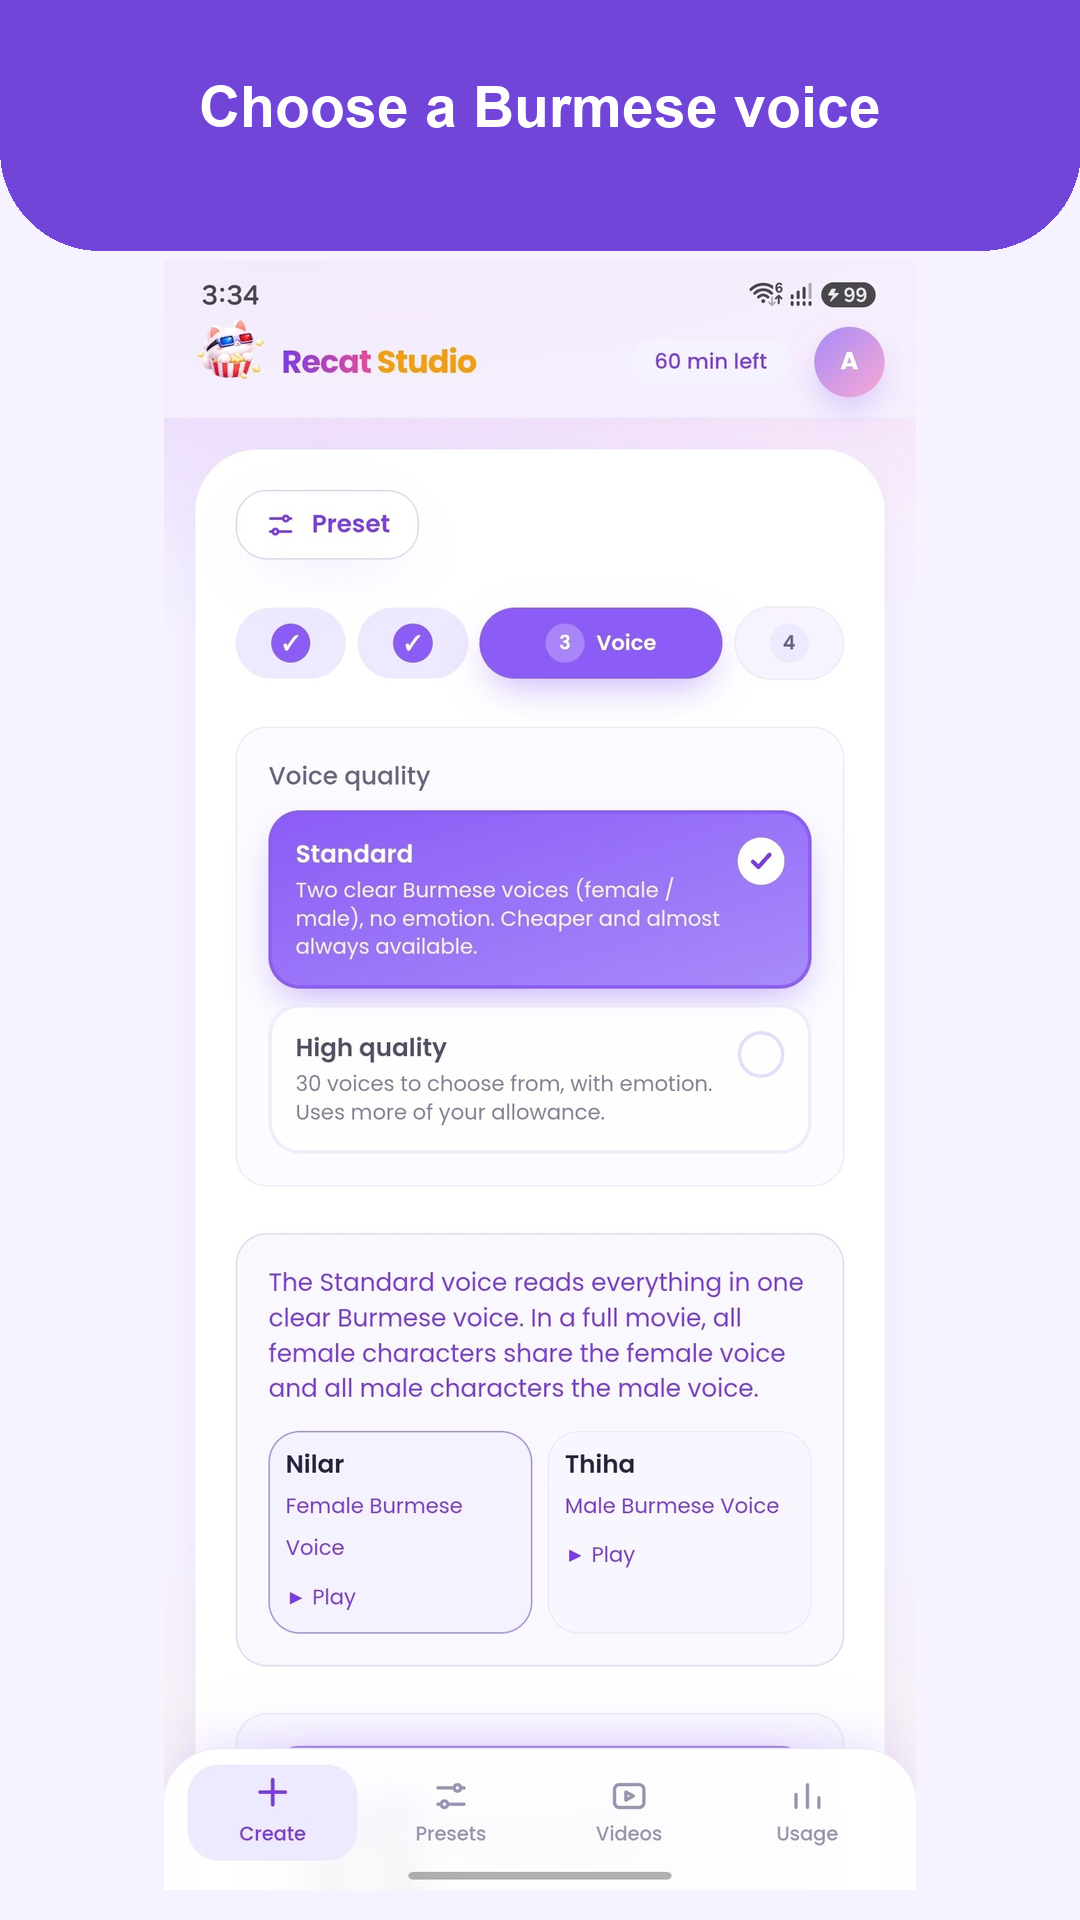 Choose a Burmese voice
3:34
6
99
Recat Studio
60 min left
A
Preset
✓
✓
3 Voice
4
Voice quality
Standard
Two clear Burmese voices (female /
male), no emotion. Cheaper and almost
always available.
High quality
30 voices to choose from, with emotion.
Uses more of your allowance.
The Standard voice reads everything in one
clear Burmese voice. In a full movie, all
female characters share the female voice
and all male characters the male voice.
Nilar
Female Burmese
Voice
► Play
Thiha
Male Burmese Voice
► Play
Create
Presets
Videos
Usage